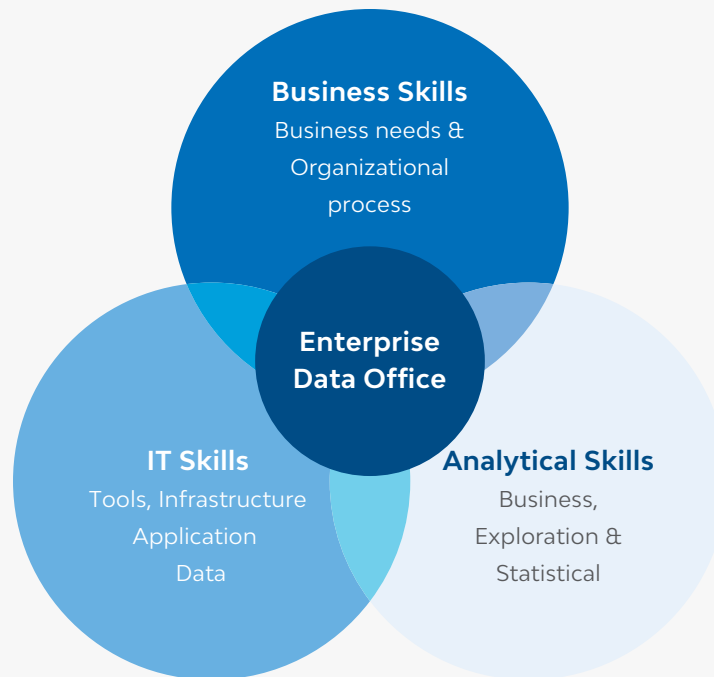 Business Skills
Business needs &
Organizational
process
Enterprise
Data Office
IT Skills
Tools, Infrastructure
Application
Data
Analytical Skills
Business,
Exploration &
Statistical